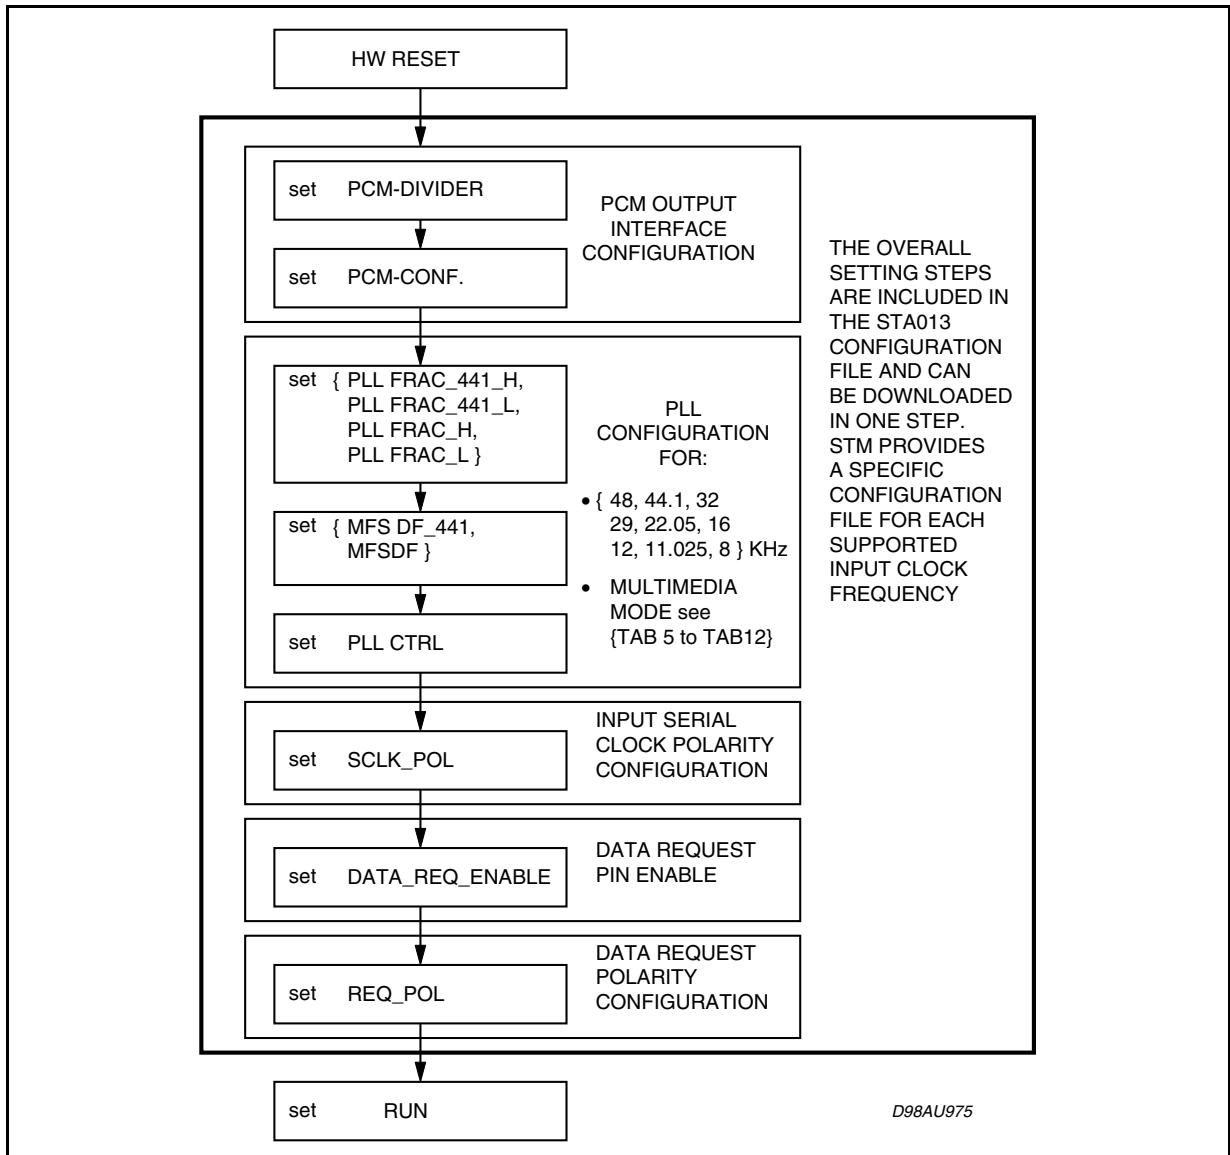 HW RESET
set PCM-DIVIDER
set PCM-CONF.
PCM OUTPUT
INTERFACE
CONFIGURATION
set { PLL FRAC_441_H,
PLL FRAC_441_L,
PLL FRAC_H,
PLL FRAC_L }
set { MFS DF_441,
MFSDF }
set PLL CTRL
PLL
CONFIGURATION
FOR:
• { 48, 44.1, 32
29, 22.05, 16
12, 11.025, 8 } KHz
• MULTIMEDIA
MODE see
{TAB 5 to TAB12}
set SCLK_POL
INPUT SERIAL
CLOCK POLARITY
CONFIGURATION
set DATA_REQ_ENABLE
DATA REQUEST
PIN ENABLE
set REQ_POL
DATA REQUEST
POLARITY
CONFIGURATION
THE OVERALL
SETTING STEPS
ARE INCLUDED IN
THE STA013
CONFIGURATION
FILE AND CAN
BE DOWNLOADED
IN ONE STEP.
STM PROVIDES
A SPECIFIC
CONFIGURATION
FILE FOR EACH
SUPPORTED
INPUT CLOCK
FREQUENCY
set RUN
D98AU975